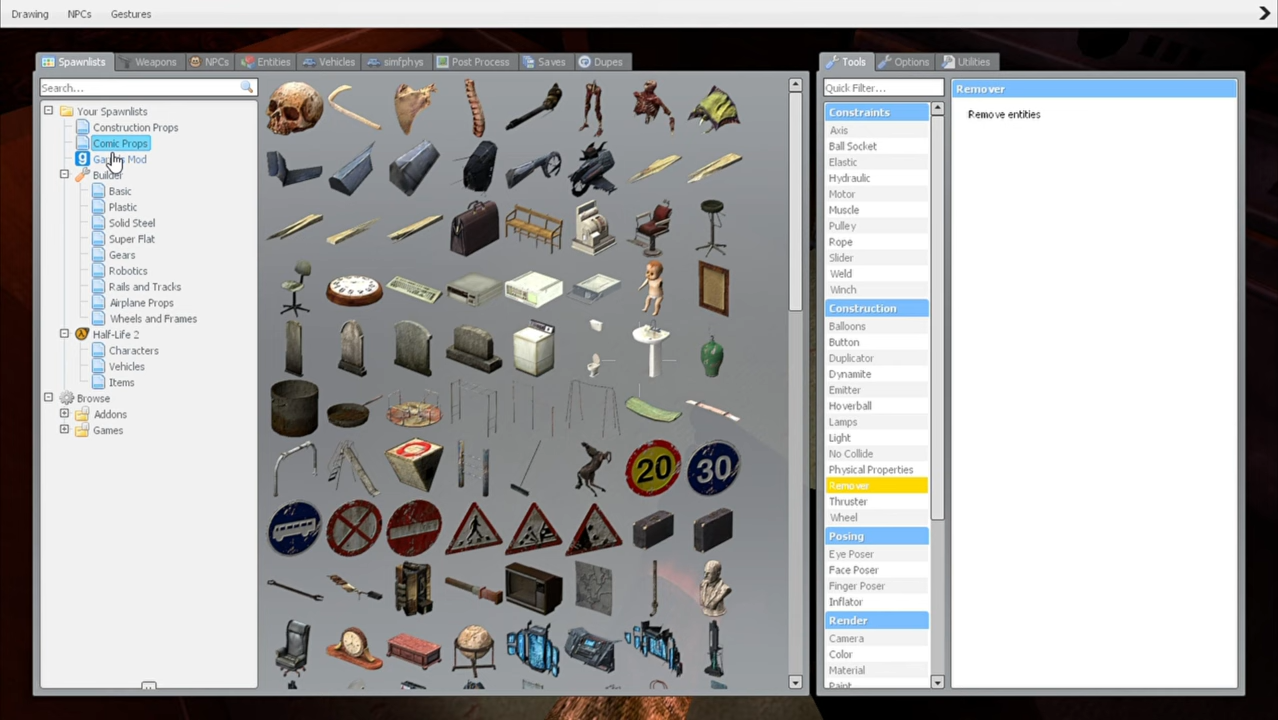 Drawing NPCs Gestures
Spawnlists Weapons NPCs Entities Vehicles simfphys Post Process Saves Dupes
Search...
Your Spawnlists
Construction Props
Comic Props
Mod
Builder
Basic
Plastic
Solid Steel
Super Flat
Gears
Robotics
Rails and Tracks
Airplane Props
Wheels and Frames
Half-Life 2
Characters
Vehicles
Items
Browse
Addons
Games
20
30
Tools Options Utilities
Quick Filter...
Constraints
Axis
Ball Socket
Elastic
Hydraulic
Motor
Muscle
Pulley
Rope
Slider
Weld
Winch
Construction
Balloons
Button
Duplicator
Dynamite
Emitter
Hoverball
Lamps
Light
No Collide
Physical Properties
Remover
Thruster
Wheel
Posing
Eye Poser
Face Poser
Finger Poser
Inflator
Render
Camera
Color
Material
Paint
Remover
Remove entities